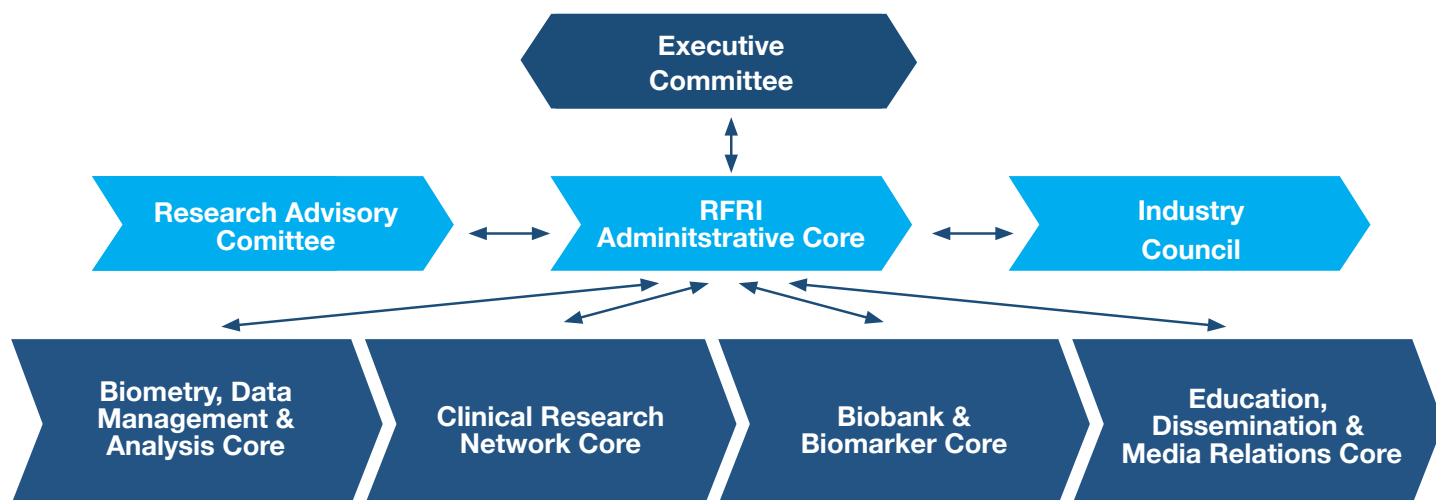 Executive
Committee
Research Advisory
Comittee
RFRI
Adminitstrative Core
Industry
Council
Biometry, Data
Management &
Analysis Core
Clinical Research
Network Core
Biobank &
Biomarker Core
Education,
Dissemination &
Media Relations Core